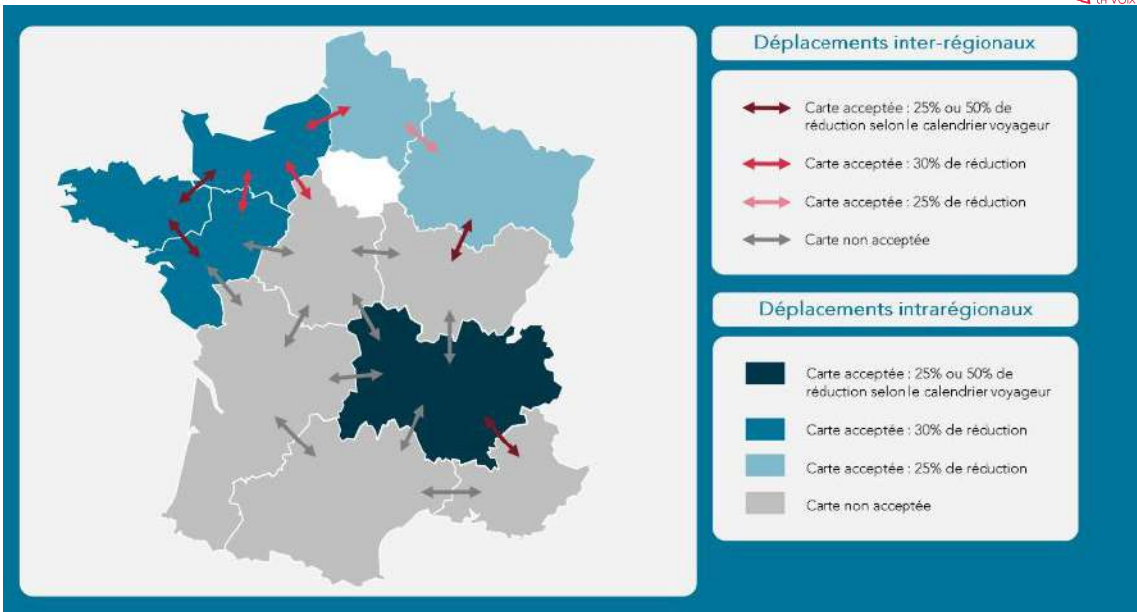 LA VOIX
Déplacements inter-régionaux
Carte acceptée : 25% ou 50% de
réduction selon le calendrier voyageur
Carte acceptée : 30% de réduction
Carte acceptée : 25% de réduction
Carte non acceptée
Déplacements intrarégionaux
Carte acceptée : 25% ou 50% de
réduction selon le calendrier voyageur
Carte acceptée : 30% de réduction
Carte acceptée : 25% de réduction
Carte non acceptée